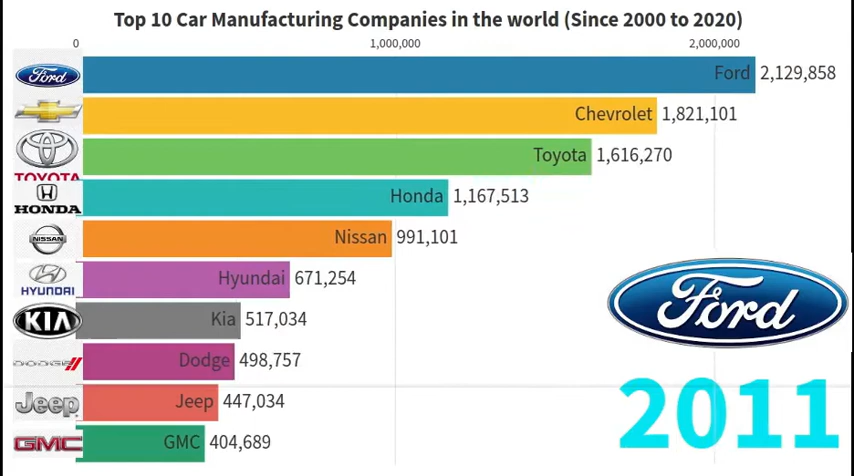 Top 10 Car Manufacturing Companies in the world (Since 2000 to 2020)
0 1,000,000 2,000,000
Ford Ford 2,129,858
Chevrolet 1,821,101
TOYOTA Toyota 1,616,270
HONDA Honda 1,167,513
NISSAN Nissan 991,101
HYUNDAI Hyundai 671,254
KIA Kia 517,034
DODGE Dodge 498,757
Jeep Jeep 447,034
GMC GMC 404,689
Ford
2011